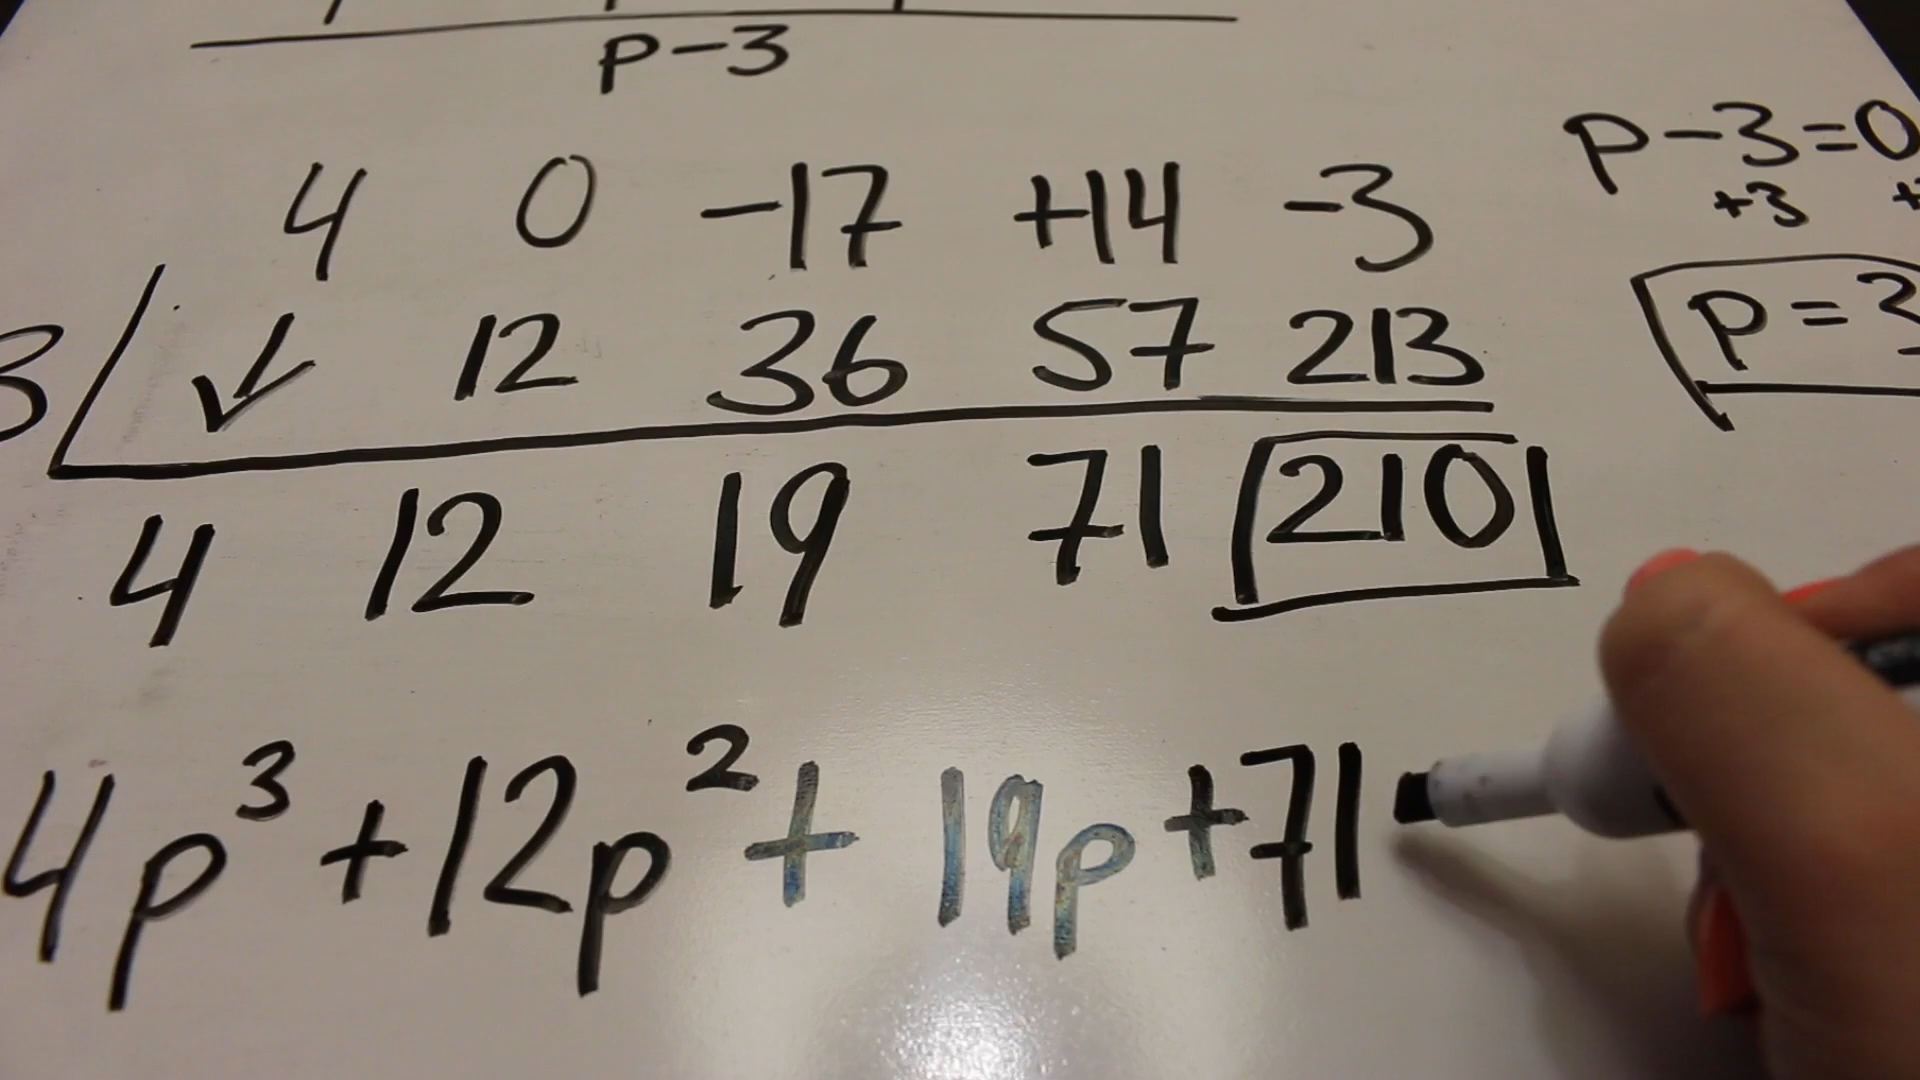 p-3
p-3=0
+3
4 0 -17 +14 -3
3 12 36 57 213
p=3
4 12 19 71 210
4p³+12p²+19p+71